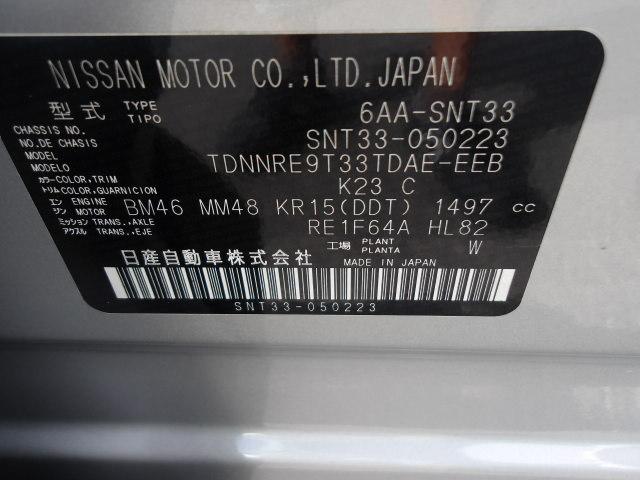 NISSAN MOTOR CO.,LTD.JAPAN
型式 TYPE TIPO 6AA-SNT33
CHASSIS NO. NO.DE CHASSIS SNT33-050223
MODEL MODELO TDNNRE9T33TDAE-EEB
カラー COLOR,TRIM トリム COLOR,GUARNICION K23 C
エンジン ENGINE MOTOR BM46 MM48 KR15(DDT) 1497 cc
ミッション TRANS.,AXLE アクスル TRANS.,EJE RE1F64A HL82
工場 PLANT PLANTA W
日産自動車株式会社 MADE IN JAPAN
SNT33-050223